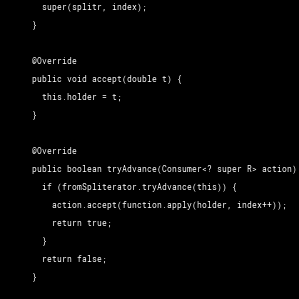 super(splitr, index);
}
@Override
public void accept(double t) {
this.holder = t;
}
@Override
public boolean tryAdvance(Consumer<? super R> action)
if (fromSpliterator.tryAdvance(this)) {
action.accept(function.apply(holder, index++));
return true;
}
return false;
}